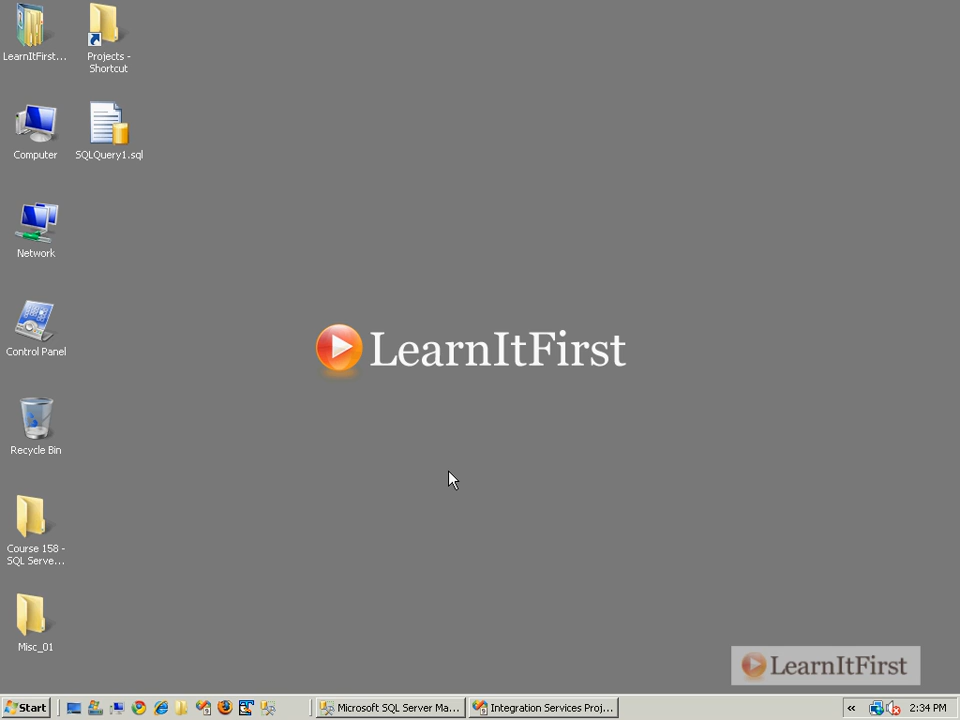 LearnItFirst...
Projects -
Shortcut
Computer
SQLQuery1.sql
Network
Control Panel
Recycle Bin
Course 158 -
SQL Serve...
Misc_01
LearnItFirst
LearnItFirst
Start
Microsoft SQL Server Ma...
Integration Services Proj...
2:34 PM